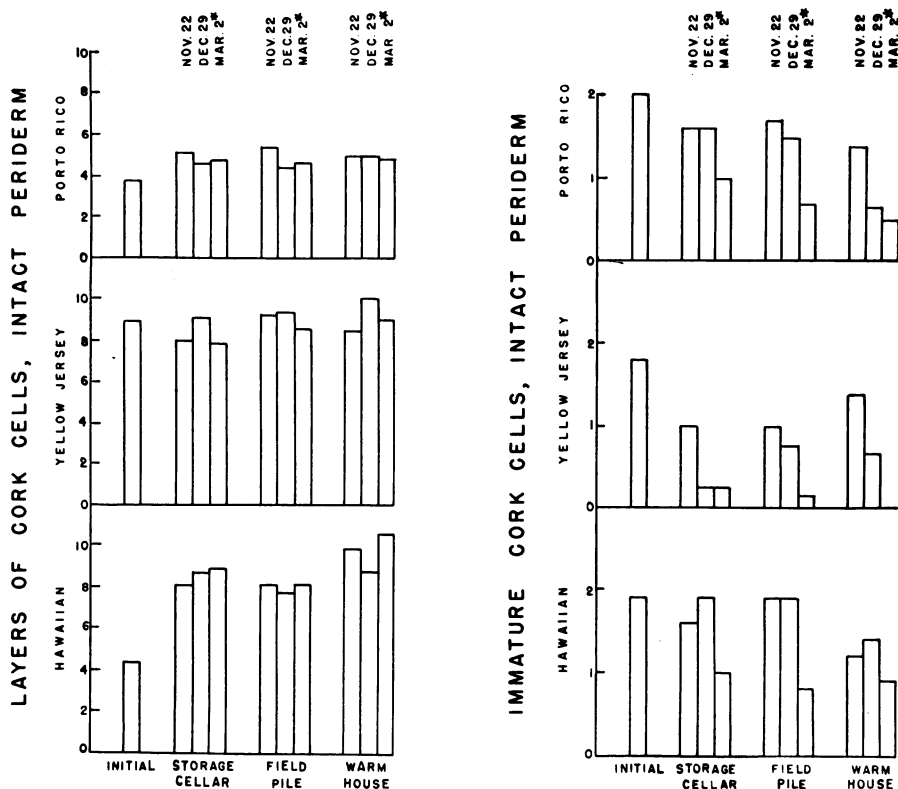 LAYERS OF CORK CELLS, INTACT PERIDERM
NOV. 22
DEC. 29
MAR. 2*
NOV. 22
DEC. 29
MAR. 2*
NOV. 22
DEC. 29
MAR. 2*
PORTO RICO
10
8
6
4
2
0
YELLOW JERSEY
10
8
6
4
2
0
HAWAIIAN
10
8
6
4
2
0
INITIAL
STORAGE
CELLAR
FIELD
PILE
WARM
HOUSE
IMMATURE CORK CELLS, INTACT PERIDERM
NOV. 22
DEC. 29
MAR. 2*
NOV. 22
DEC. 29
MAR. 2*
NOV. 22
DEC. 29
MAR. 2*
PORTO RICO
2
1
0
YELLOW JERSEY
2
1
0
HAWAIIAN
2
1
0
INITIAL
STORAGE
CELLAR
FIELD
PILE
WARM
HOUSE